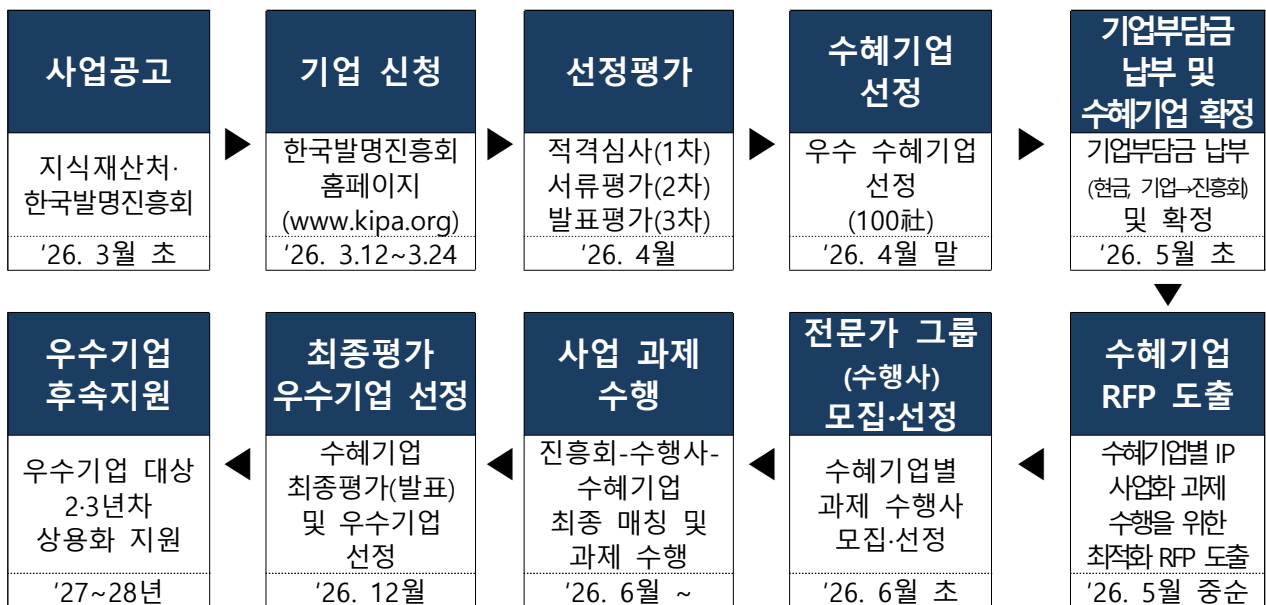 사업공고
지식재산처·
한국발명진흥회
'26. 3월 초
▶
기업 신청
한국발명진흥회
홈페이지
(www.kipa.org)
'26. 3.12~3.24
▶
선정평가
적격심사(1차)
서류평가(2차)
발표평가(3차)
'26. 4월
▶
수혜기업
선정
우수 수혜기업
선정
(100社)
'26. 4월 말
▶
기업부담금
납부 및
수혜기업 확정
기업부담금 납부
(현금, 기업→진흥회)
및 확정
'26. 5월 초
▼
수혜기업
RFP 도출
수혜기업별 IP
사업화 과제
수행을 위한
최적화 RFP 도출
'26. 5월 중순
◀
전문가 그룹
(수행사)
모집·선정
수혜기업별
과제 수행사
모집·선정
'26. 6월 초
◀
사업 과제
수행
진흥회-수행사-
수혜기업
최종 매칭 및
과제 수행
'26. 6월 ~
◀
최종평가
우수기업 선정
수혜기업
최종평가(발표)
및 우수기업
선정
'26. 12월
◀
우수기업
후속지원
우수기업 대상
2·3년차
상용화 지원
'27~28년